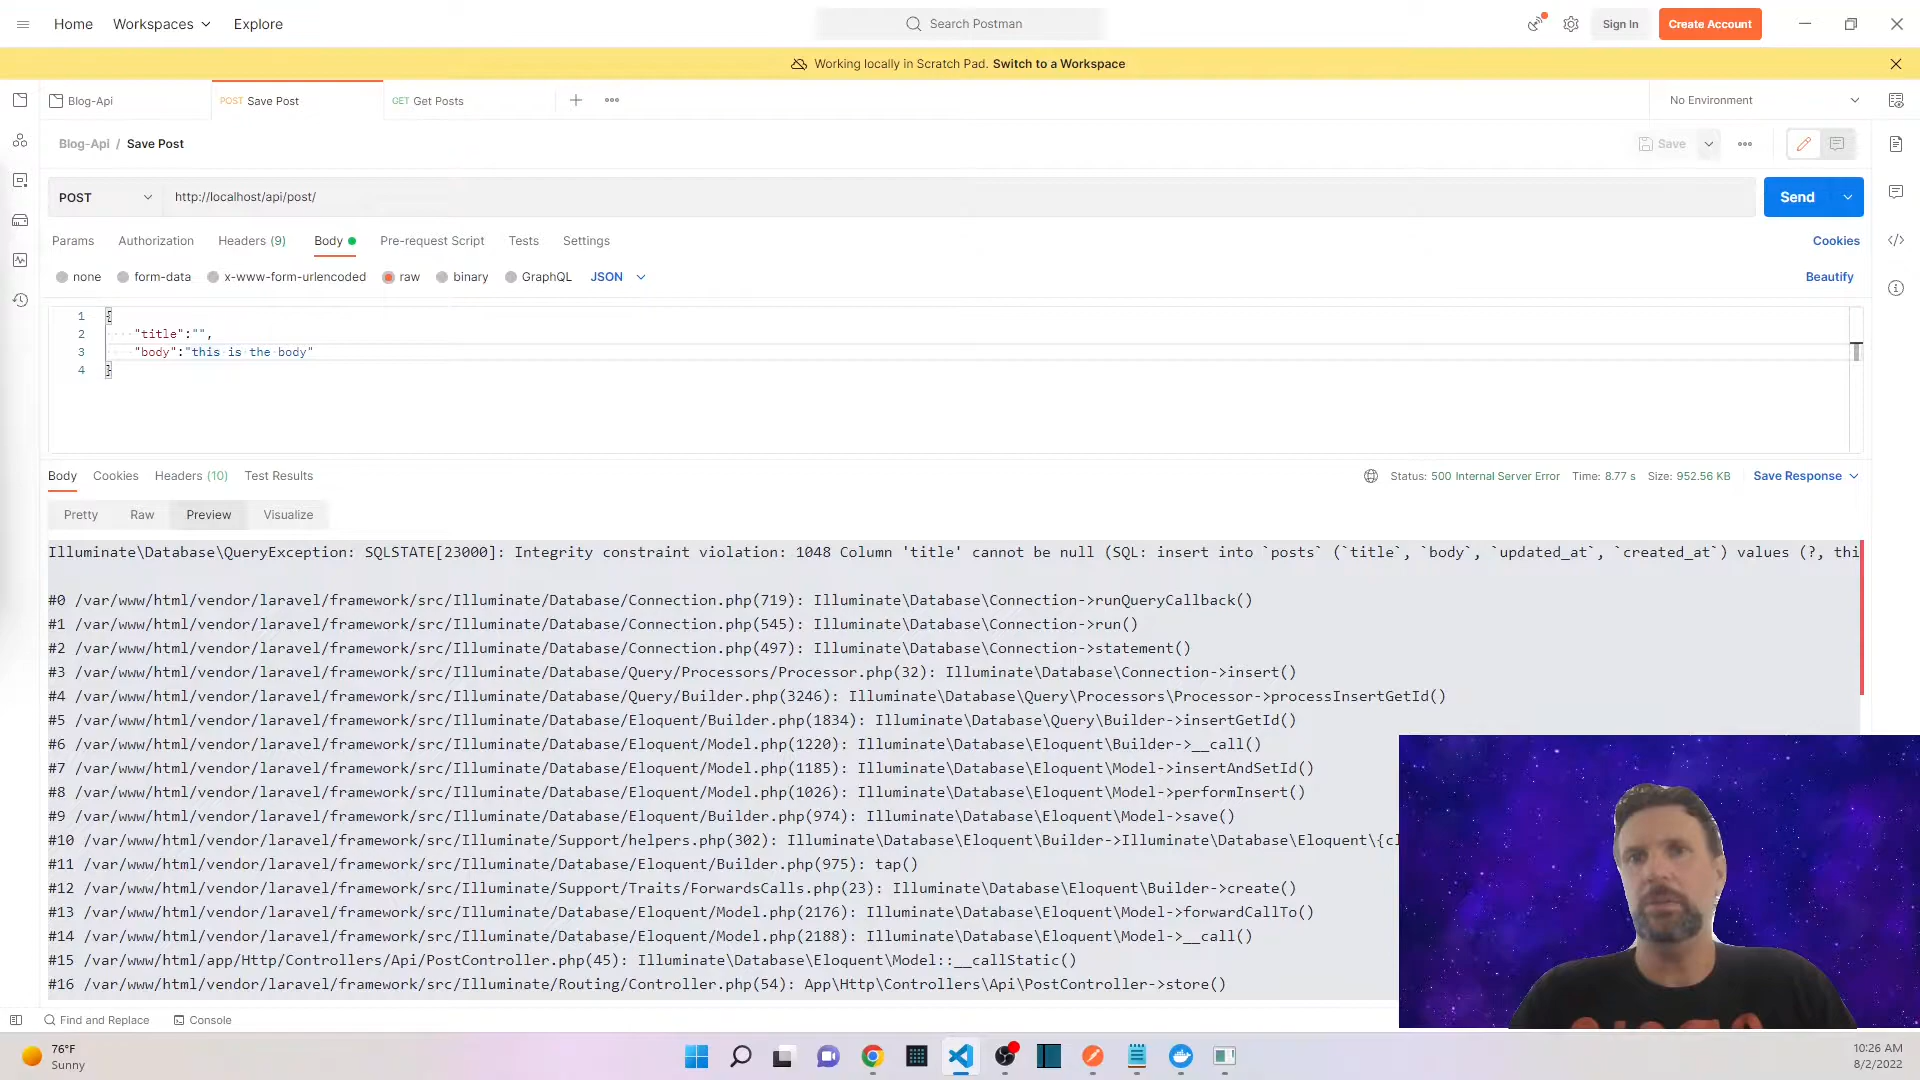 Home Workspaces Explore Search Postman Sign In Create Account
Working locally in Scratch Pad. Switch to a Workspace
Blog-Api POST Save Post GET Get Posts No Environment
Blog-Api / Save Post Save
POST http://localhost/api/post/ Send
Params Authorization Headers (9) Body Pre-request Script Tests Settings Cookies
none form-data x-www-form-urlencoded raw binary GraphQL JSON Beautify
1 {
2 "title":"",
3 "body":"this is the body"
4 }
Body Cookies Headers (10) Test Results Status: 500 Internal Server Error Time: 8.77 s Size: 952.56 KB Save Response
Pretty Raw Preview Visualize
Illuminate\Database\QueryException: SQLSTATE[23000]: Integrity constraint violation: 1048 Column 'title' cannot be null (SQL: insert into `posts` (`title`, `body`, `updated_at`, `created_at`) values (?, thi
#0 /var/www/html/vendor/laravel/framework/src/Illuminate/Database/Connection.php(719): Illuminate\Database\Connection->runQueryCallback()
#1 /var/www/html/vendor/laravel/framework/src/Illuminate/Database/Connection.php(545): Illuminate\Database\Connection->run()
#2 /var/www/html/vendor/laravel/framework/src/Illuminate/Database/Connection.php(497): Illuminate\Database\Connection->statement()
#3 /var/www/html/vendor/laravel/framework/src/Illuminate/Database/Query/Processors/Processor.php(32): Illuminate\Database\Connection->insert()
#4 /var/www/html/vendor/laravel/framework/src/Illuminate/Database/Query/Builder.php(3246): Illuminate\Database\Query\Processors\Processor->processInsertGetId()
#5 /var/www/html/vendor/laravel/framework/src/Illuminate/Database/Eloquent/Builder.php(1834): Illuminate\Database\Query\Builder->insertGetId()
#6 /var/www/html/vendor/laravel/framework/src/Illuminate/Database/Eloquent/Model.php(1220): Illuminate\Database\Eloquent\Builder->__call()
#7 /var/www/html/vendor/laravel/framework/src/Illuminate/Database/Eloquent/Model.php(1185): Illuminate\Database\Eloquent\Model->insertAndSetId()
#8 /var/www/html/vendor/laravel/framework/src/Illuminate/Database/Eloquent/Model.php(1026): Illuminate\Database\Eloquent\Model->performInsert()
#9 /var/www/html/vendor/laravel/framework/src/Illuminate/Database/Eloquent/Builder.php(974): Illuminate\Database\Eloquent\Model->save()
#10 /var/www/html/vendor/laravel/framework/src/Illuminate/Support/helpers.php(302): Illuminate\Database\Eloquent\Builder->Illuminate\Database\Eloquent\{cl
#11 /var/www/html/vendor/laravel/framework/src/Illuminate/Database/Eloquent/Builder.php(975): tap()
#12 /var/www/html/vendor/laravel/framework/src/Illuminate/Support/Traits/ForwardsCalls.php(23): Illuminate\Database\Eloquent\Builder->create()
#13 /var/www/html/vendor/laravel/framework/src/Illuminate/Database/Eloquent/Model.php(2176): Illuminate\Database\Eloquent\Model->forwardCallTo()
#14 /var/www/html/vendor/laravel/framework/src/Illuminate/Database/Eloquent/Model.php(2188): Illuminate\Database\Eloquent\Model->__call()
#15 /var/www/html/app/Http/Controllers/Api/PostController.php(45): Illuminate\Database\Eloquent\Model::__callStatic()
#16 /var/www/html/vendor/laravel/framework/src/Illuminate/Routing/Controller.php(54): App\Http\Controllers\Api\PostController->store()
Find and Replace Console
76°F
Sunny
10:26 AM
8/2/2022